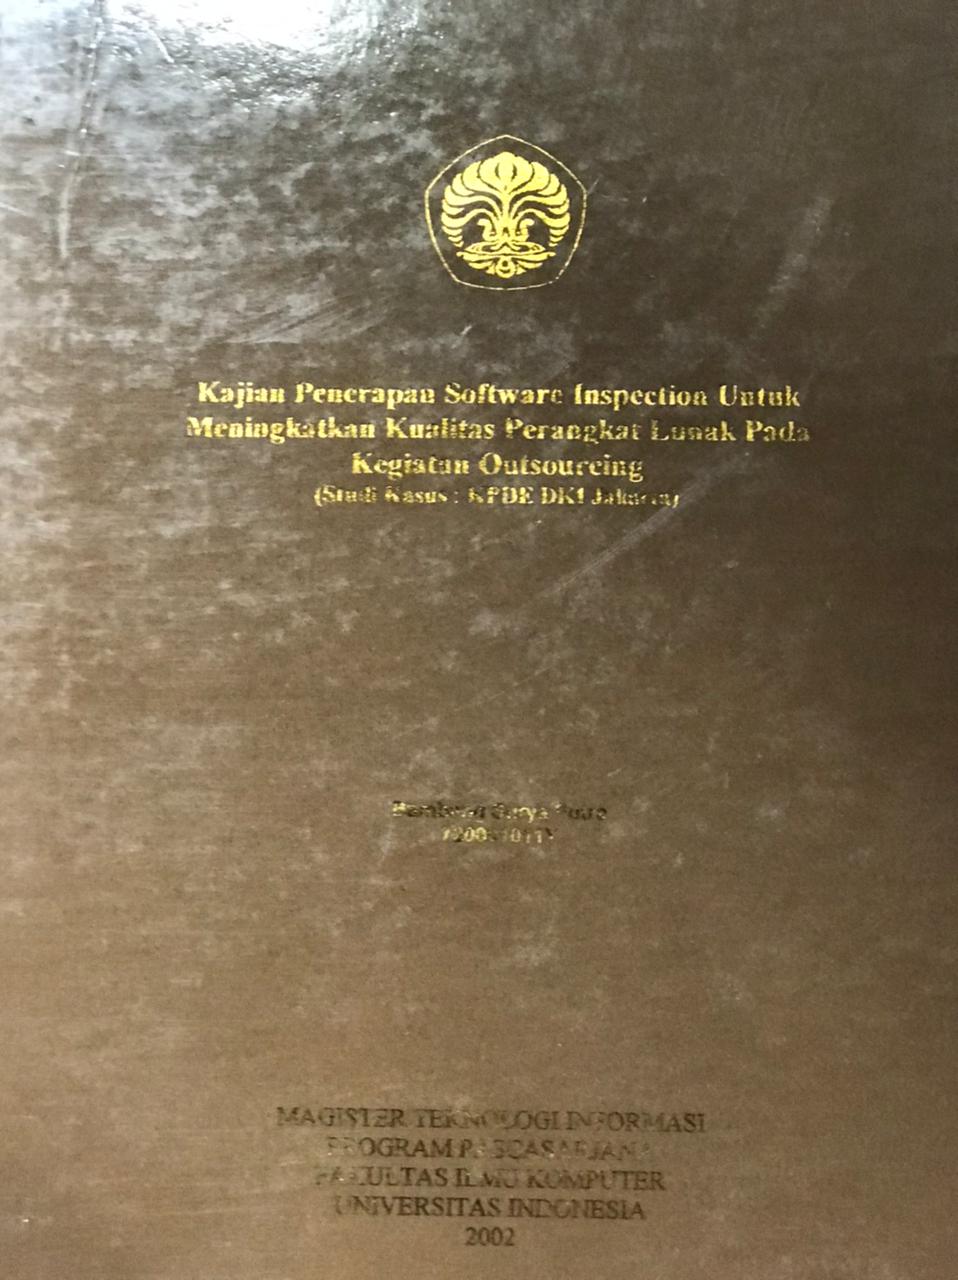 Kajian Penerapan Software Inspection Untuk
Meningkatkan Kualitas Perangkat Lunak Pada
Kegiatan Outsourcing
(Studi Kasus : KPDE DKI Jakarta)
Surya
MAGISTER TEKNOLOGI INFORMASI
PROGRAM PASCASARJANA
FAKULTAS ILMU KOMPUTER
UNIVERSITAS INDONESIA
2002